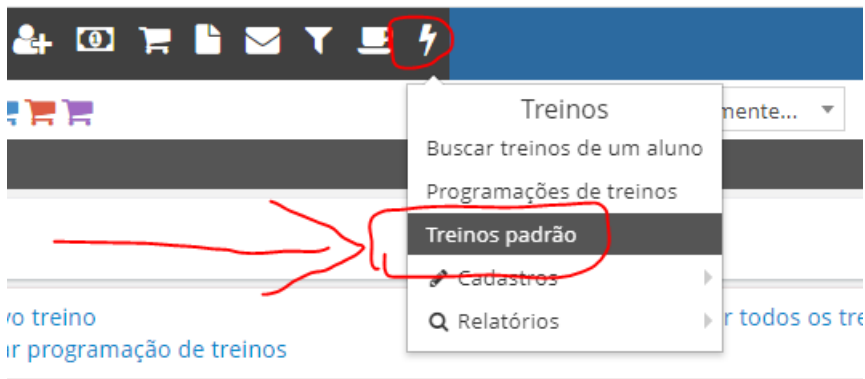 Treinos
mente...
Buscar treinos de um aluno
Programações de treinos
Treinos padrão
Cadastros
Relatórios
vo treino
r todos os tre
ar programação de treinos